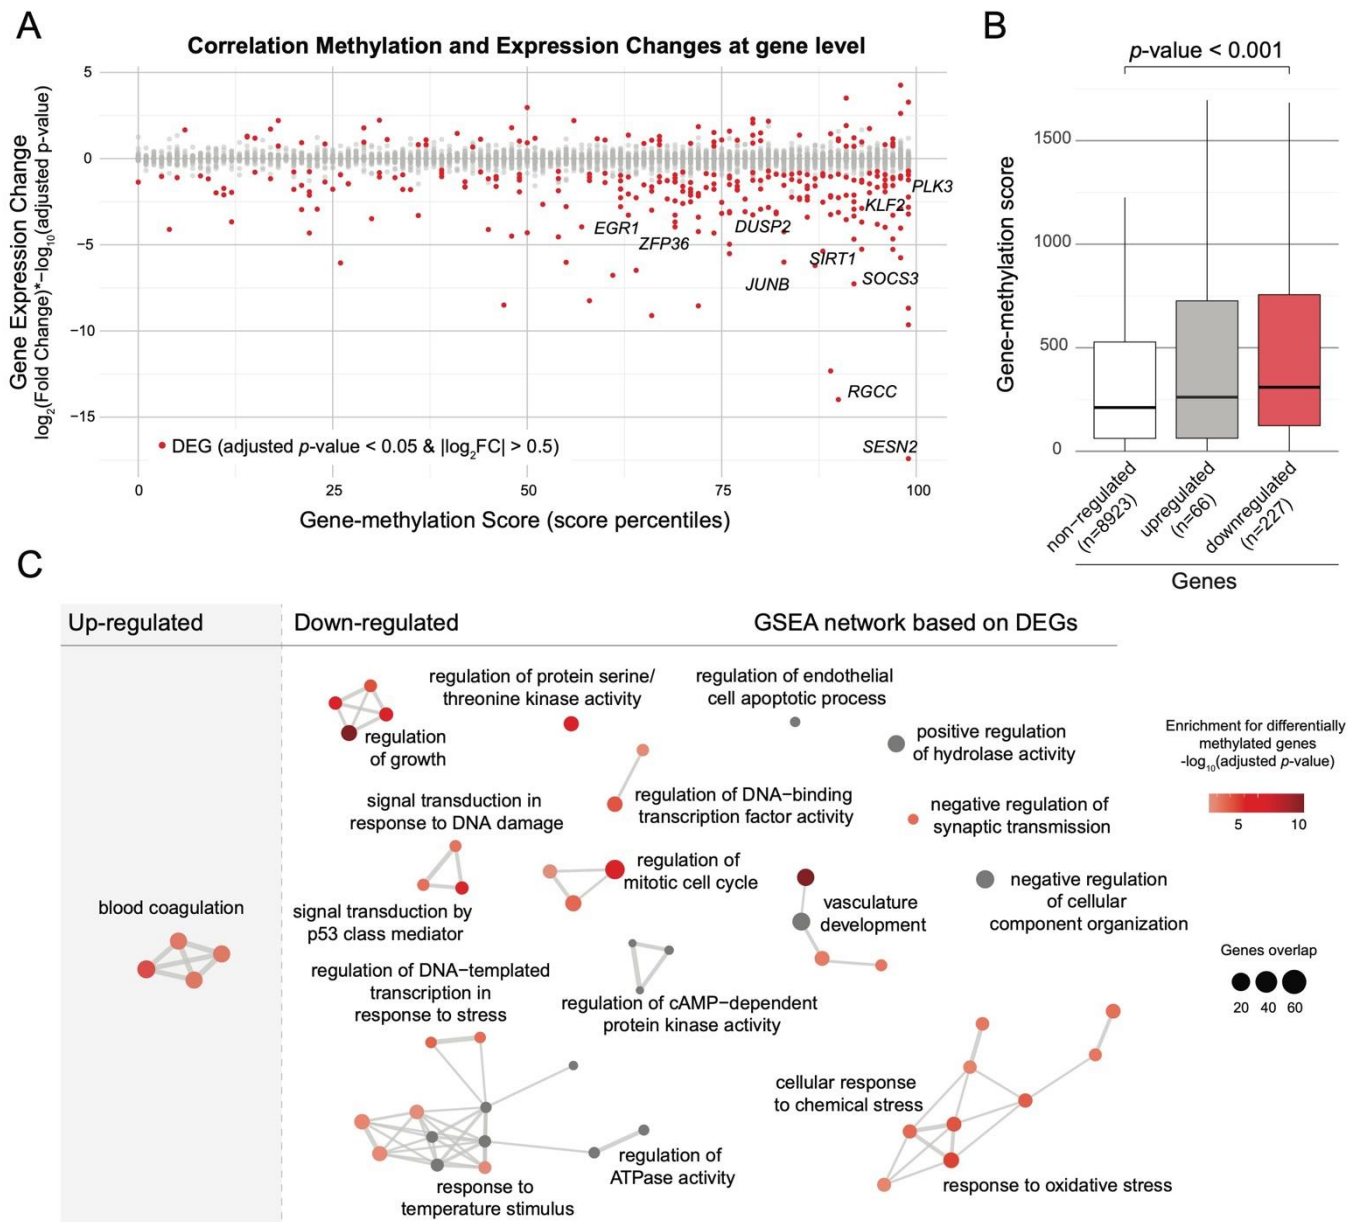 A
Correlation Methylation and Expression Changes at gene level
Gene Expression Change
log2(Fold Change)*−log10(adjusted p-value)
5
0
−5
−10
−15
PLK3
KLF2
EGR1
DUSP2
ZFP36
SIRT1
SOCS3
JUNB
RGCC
SESN2
DEG (adjusted p-value < 0.05 & |log2FC| > 0.5)
0
25
50
75
100
Gene-methylation Score (score percentiles)
B
p-value < 0.001
Gene-methylation score
1500
1000
500
0
non−regulated
(n=8923)
upregulated
(n=66)
downregulated
(n=227)
Genes
C
Up-regulated
Down-regulated
GSEA network based on DEGs
blood coagulation
regulation
of growth
regulation of protein serine/
threonine kinase activity
regulation of endothelial
cell apoptotic process
positive regulation
of hydrolase activity
signal transduction in
response to DNA damage
regulation of DNA−binding
transcription factor activity
negative regulation of
synaptic transmission
signal transduction by
p53 class mediator
regulation of
mitotic cell cycle
vasculature
development
negative regulation
of cellular
component organization
regulation of DNA−templated
transcription in
response to stress
regulation of cAMP−dependent
protein kinase activity
cellular response
to chemical stress
regulation of
ATPase activity
response to
temperature stimulus
response to oxidative stress
Enrichment for differentially
methylated genes
-log10(adjusted p-value)
5
10
Genes overlap
20 40 60